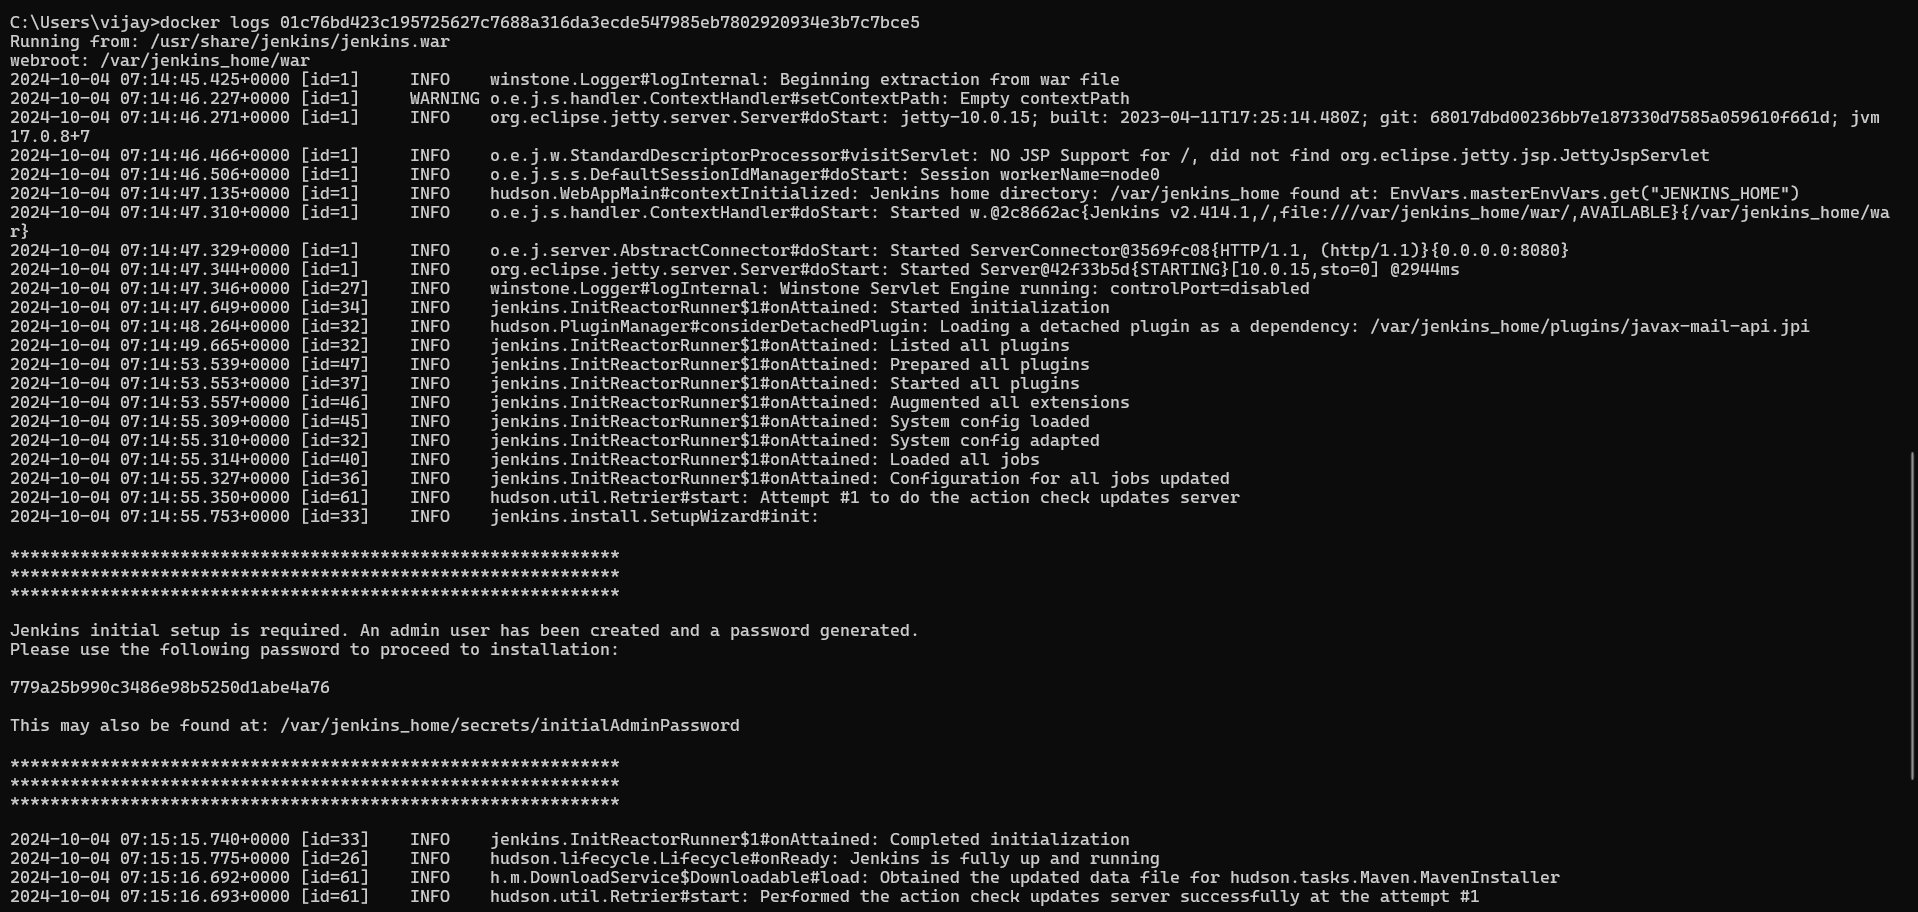 C:\Users\vijay>docker logs 01c76bd423c195725627c7688a316da3ecde547985eb7802920934e3b7c7bce5
Running from: /usr/share/jenkins/jenkins.war
webroot: /var/jenkins_home/war
2024-10-04 07:14:45.425+0000 [id=1]     INFO    winstone.Logger#logInternal: Beginning extraction from war file
2024-10-04 07:14:46.227+0000 [id=1]     WARNING o.e.j.s.handler.ContextHandler#setContextPath: Empty contextPath
2024-10-04 07:14:46.271+0000 [id=1]     INFO    org.eclipse.jetty.server.Server#doStart: jetty-10.0.15; built: 2023-04-11T17:25:14.480Z; git: 68017dbd00236bb7e187330d7585a059610f661d; jvm
17.0.8+7
2024-10-04 07:14:46.466+0000 [id=1]     INFO    o.e.j.w.StandardDescriptorProcessor#visitServlet: NO JSP Support for /, did not find org.eclipse.jetty.jsp.JettyJspServlet
2024-10-04 07:14:46.506+0000 [id=1]     INFO    o.e.j.s.s.DefaultSessionIdManager#doStart: Session workerName=node0
2024-10-04 07:14:47.135+0000 [id=1]     INFO    hudson.WebAppMain#contextInitialized: Jenkins home directory: /var/jenkins_home found at: EnvVars.masterEnvVars.get("JENKINS_HOME")
2024-10-04 07:14:47.310+0000 [id=1]     INFO    o.e.j.s.handler.ContextHandler#doStart: Started w.@2c8662ac{Jenkins v2.414.1,/,file:///var/jenkins_home/war/,AVAILABLE}{/var/jenkins_home/wa
r}
2024-10-04 07:14:47.329+0000 [id=1]     INFO    o.e.j.server.AbstractConnector#doStart: Started ServerConnector@3569fc08{HTTP/1.1, (http/1.1)}{0.0.0.0:8080}
2024-10-04 07:14:47.344+0000 [id=1]     INFO    org.eclipse.jetty.server.Server#doStart: Started Server@42f33b5d{STARTING}[10.0.15,sto=0] @2944ms
2024-10-04 07:14:47.346+0000 [id=27]    INFO    winstone.Logger#logInternal: Winstone Servlet Engine running: controlPort=disabled
2024-10-04 07:14:47.649+0000 [id=34]    INFO    jenkins.InitReactorRunner$1#onAttained: Started initialization
2024-10-04 07:14:48.264+0000 [id=32]    INFO    hudson.PluginManager#considerDetachedPlugin: Loading a detached plugin as a dependency: /var/jenkins_home/plugins/javax-mail-api.jpi
2024-10-04 07:14:49.665+0000 [id=32]    INFO    jenkins.InitReactorRunner$1#onAttained: Listed all plugins
2024-10-04 07:14:53.539+0000 [id=47]    INFO    jenkins.InitReactorRunner$1#onAttained: Prepared all plugins
2024-10-04 07:14:53.553+0000 [id=37]    INFO    jenkins.InitReactorRunner$1#onAttained: Started all plugins
2024-10-04 07:14:53.557+0000 [id=46]    INFO    jenkins.InitReactorRunner$1#onAttained: Augmented all extensions
2024-10-04 07:14:55.309+0000 [id=45]    INFO    jenkins.InitReactorRunner$1#onAttained: System config loaded
2024-10-04 07:14:55.310+0000 [id=32]    INFO    jenkins.InitReactorRunner$1#onAttained: System config adapted
2024-10-04 07:14:55.314+0000 [id=40]    INFO    jenkins.InitReactorRunner$1#onAttained: Loaded all jobs
2024-10-04 07:14:55.327+0000 [id=36]    INFO    jenkins.InitReactorRunner$1#onAttained: Configuration for all jobs updated
2024-10-04 07:14:55.350+0000 [id=61]    INFO    hudson.util.Retrier#start: Attempt #1 to do the action check updates server
2024-10-04 07:14:55.753+0000 [id=33]    INFO    jenkins.install.SetupWizard#init:

*************************************************************
*************************************************************
*************************************************************

Jenkins initial setup is required. An admin user has been created and a password generated.
Please use the following password to proceed to installation:

779a25b990c3486e98b5250d1abe4a76

This may also be found at: /var/jenkins_home/secrets/initialAdminPassword

*************************************************************
*************************************************************
*************************************************************

2024-10-04 07:15:15.740+0000 [id=33]    INFO    jenkins.InitReactorRunner$1#onAttained: Completed initialization
2024-10-04 07:15:15.775+0000 [id=26]    INFO    hudson.lifecycle.Lifecycle#onReady: Jenkins is fully up and running
2024-10-04 07:15:16.692+0000 [id=61]    INFO    h.m.DownloadService$Downloadable#load: Obtained the updated data file for hudson.tasks.Maven.MavenInstaller
2024-10-04 07:15:16.693+0000 [id=61]    INFO    hudson.util.Retrier#start: Performed the action check updates server successfully at the attempt #1